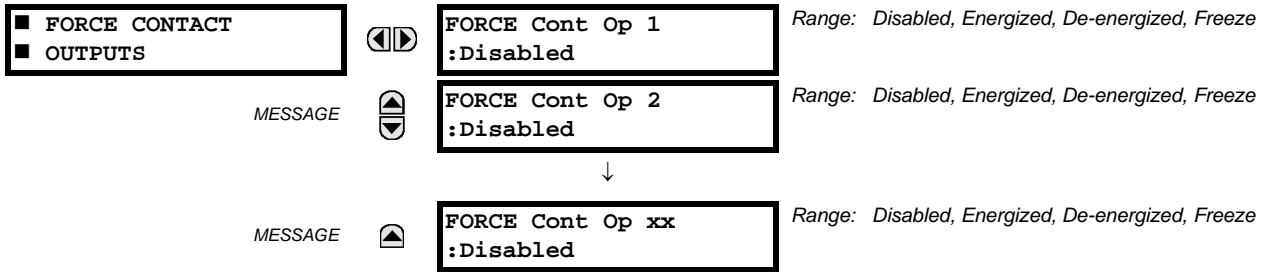 ■ FORCE CONTACT
■ OUTPUTS
FORCE Cont Op 1
:Disabled
Range: Disabled, Energized, De-energized, Freeze
MESSAGE
FORCE Cont Op 2
:Disabled
Range: Disabled, Energized, De-energized, Freeze
↓
MESSAGE
FORCE Cont Op xx
:Disabled
Range: Disabled, Energized, De-energized, Freeze